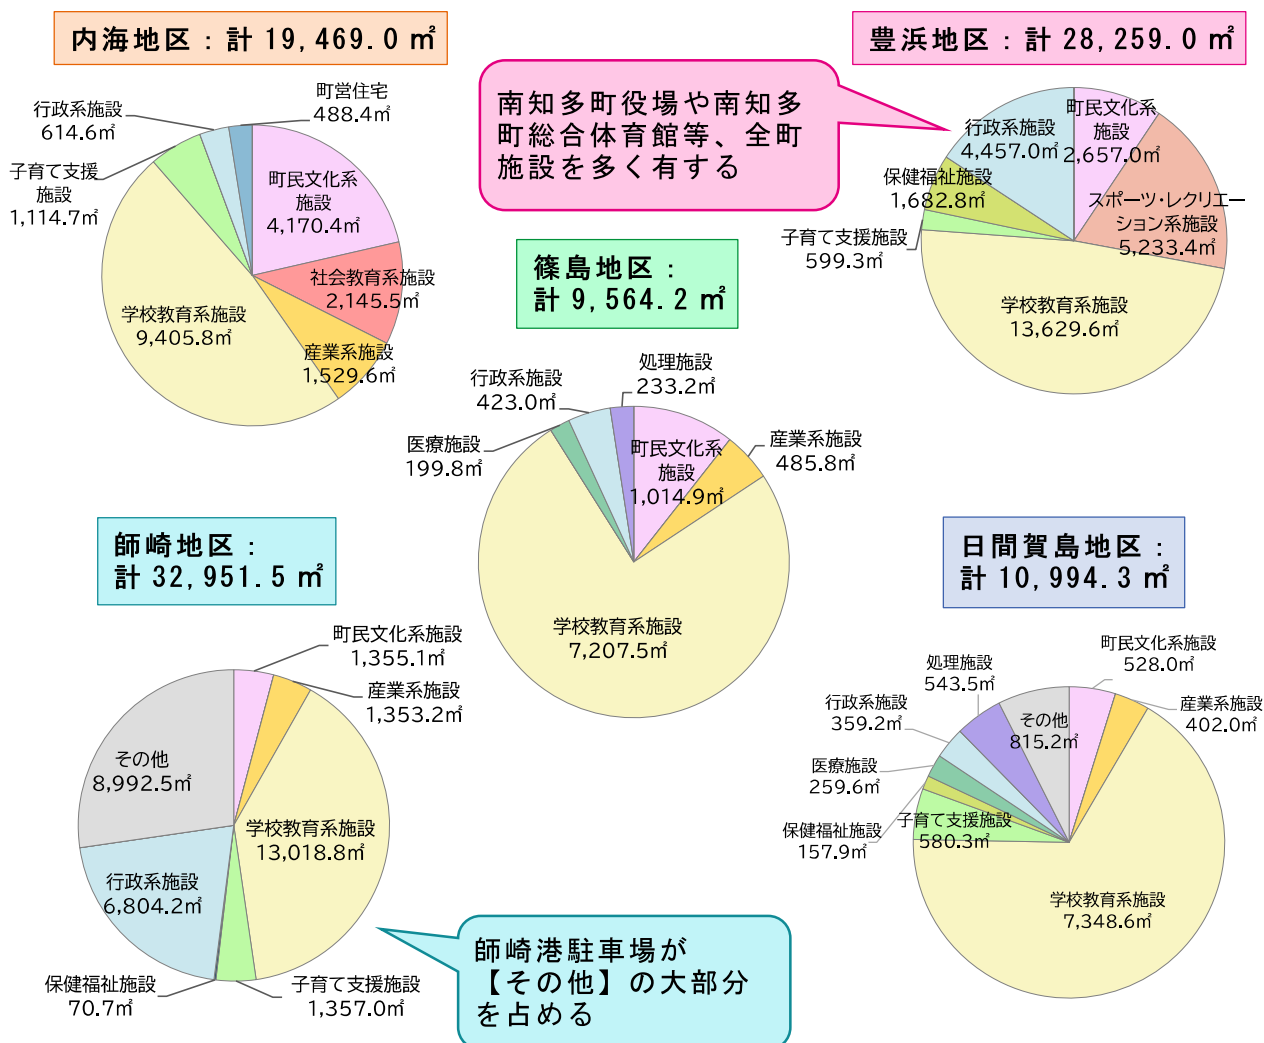 内海地区：計 19,469.0 ㎡
町営住宅
488.4㎡
行政系施設
614.6㎡
子育て支援
施設
1,114.7㎡
町民文化系
施設
4,170.4㎡
社会教育系施設
2,145.5㎡
産業系施設
1,529.6㎡
学校教育系施設
9,405.8㎡
南知多町役場や南知多
町総合体育館等、全町
施設を多く有する
豊浜地区：計 28,259.0 ㎡
町民文化系
施設
2,657.0㎡
行政系施設
4,457.0㎡
保健福祉施設
1,682.8㎡
子育て支援施設
599.3㎡
スポーツ・レクリエー
ション系施設
5,233.4㎡
学校教育系施設
13,629.6㎡
篠島地区：
計 9,564.2 ㎡
処理施設
233.2㎡
行政系施設
423.0㎡
医療施設
199.8㎡
町民文化系
施設
1,014.9㎡
産業系施設
485.8㎡
学校教育系施設
7,207.5㎡
師崎地区：
計 32,951.5 ㎡
町民文化系施設
1,355.1㎡
産業系施設
1,353.2㎡
その他
8,992.5㎡
学校教育系施設
13,018.8㎡
行政系施設
6,804.2㎡
保健福祉施設
70.7㎡
子育て支援施設
1,357.0㎡
師崎港駐車場が
【その他】の大部分
を占める
日間賀島地区：
計 10,994.3 ㎡
町民文化系施設
528.0㎡
処理施設
543.5㎡
産業系施設
402.0㎡
行政系施設
359.2㎡
その他
815.2㎡
医療施設
259.6㎡
保健福祉施設
157.9㎡
子育て支援施設
580.3㎡
学校教育系施設
7,348.6㎡